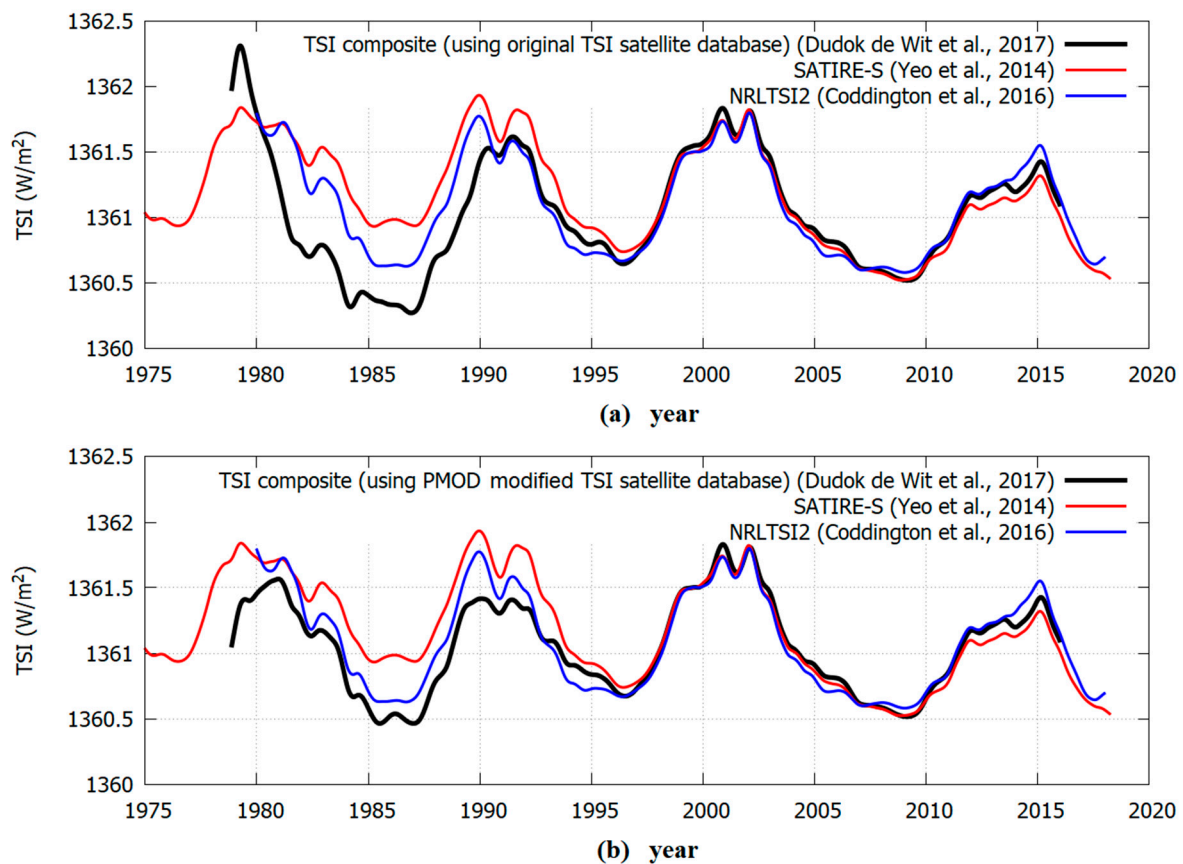 1362.5
TSI composite (using original TSI satellite database) (Dudok de Wit et al., 2017)
SATIRE-S (Yeo et al., 2014)
1362
NRLTSI2 (Coddington et al., 2016)
1361.5
TSI (W/m²)
1361
1360.5
1360
1975 1980 1985 1990 1995 2000 2005 2010 2015 2020
(a) year
1362.5
TSI composite (using PMOD modified TSI satellite database) (Dudok de Wit et al., 2017)
SATIRE-S (Yeo et al., 2014)
1362
NRLTSI2 (Coddington et al., 2016)
1361.5
TSI (W/m²)
1361
1360.5
1360
1975 1980 1985 1990 1995 2000 2005 2010 2015 2020
(b) year